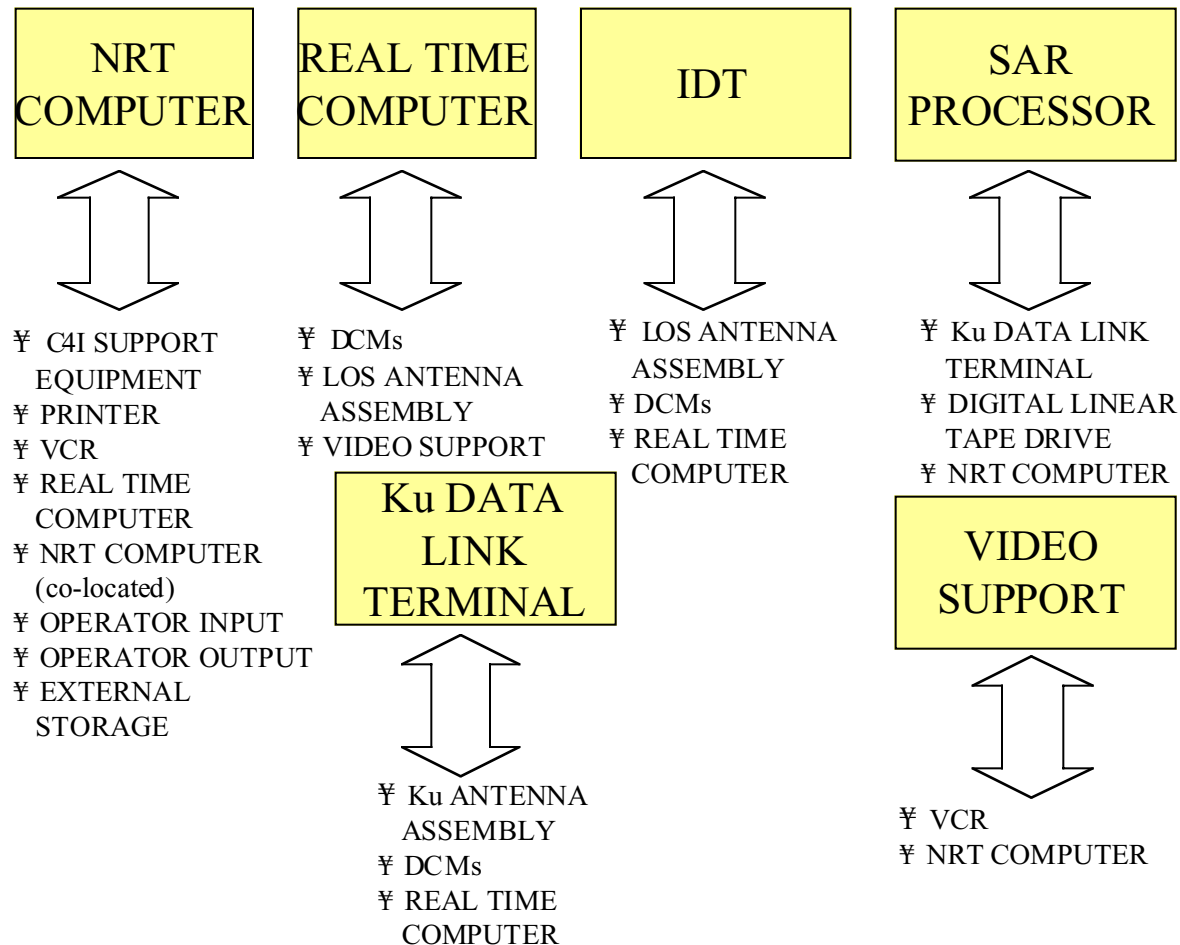 NRT
COMPUTER
REAL TIME
COMPUTER
IDT
SAR
PROCESSOR
¥ C4I SUPPORT
EQUIPMENT
¥ PRINTER
¥ VCR
¥ REAL TIME
COMPUTER
¥ NRT COMPUTER
(co-located)
¥ OPERATOR INPUT
¥ OPERATOR OUTPUT
¥ EXTERNAL
STORAGE
¥ DCMs
¥ LOS ANTENNA
ASSEMBLY
¥ VIDEO SUPPORT
¥ LOS ANTENNA
ASSEMBLY
¥ DCMs
¥ REAL TIME
COMPUTER
¥ Ku DATA LINK
TERMINAL
¥ DIGITAL LINEAR
TAPE DRIVE
¥ NRT COMPUTER
Ku DATA
LINK
TERMINAL
¥ Ku ANTENNA
ASSEMBLY
¥ DCMs
¥ REAL TIME
COMPUTER
VIDEO
SUPPORT
¥ VCR
¥ NRT COMPUTER